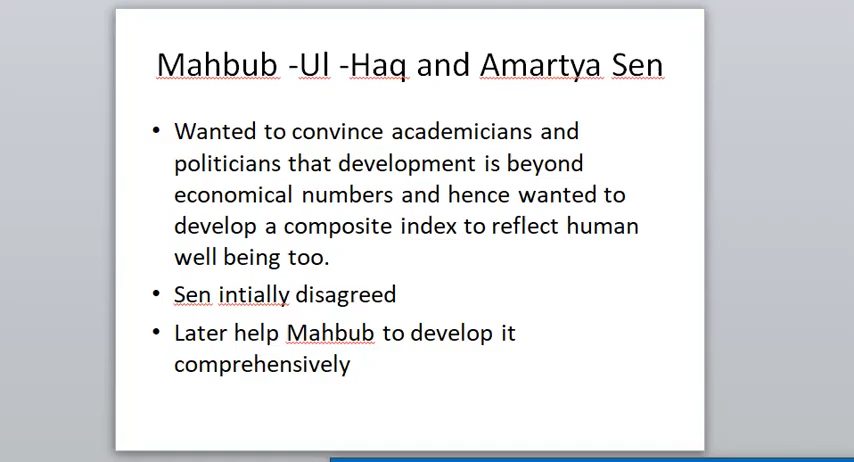 Mahbub -Ul -Haq and Amartya Sen
• Wanted to convince academicians and
politicians that development is beyond
economical numbers and hence wanted to
develop a composite index to reflect human
well being too.
• Sen intially disagreed
• Later help Mahbub to develop it
comprehensively